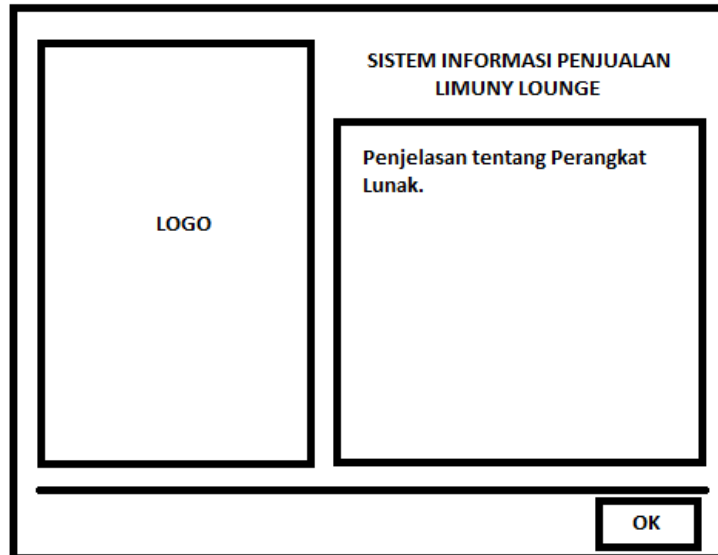 LOGO
SISTEM INFORMASI PENJUALAN
LIMUNY LOUNGE
Penjelasan tentang Perangkat
Lunak.
OK